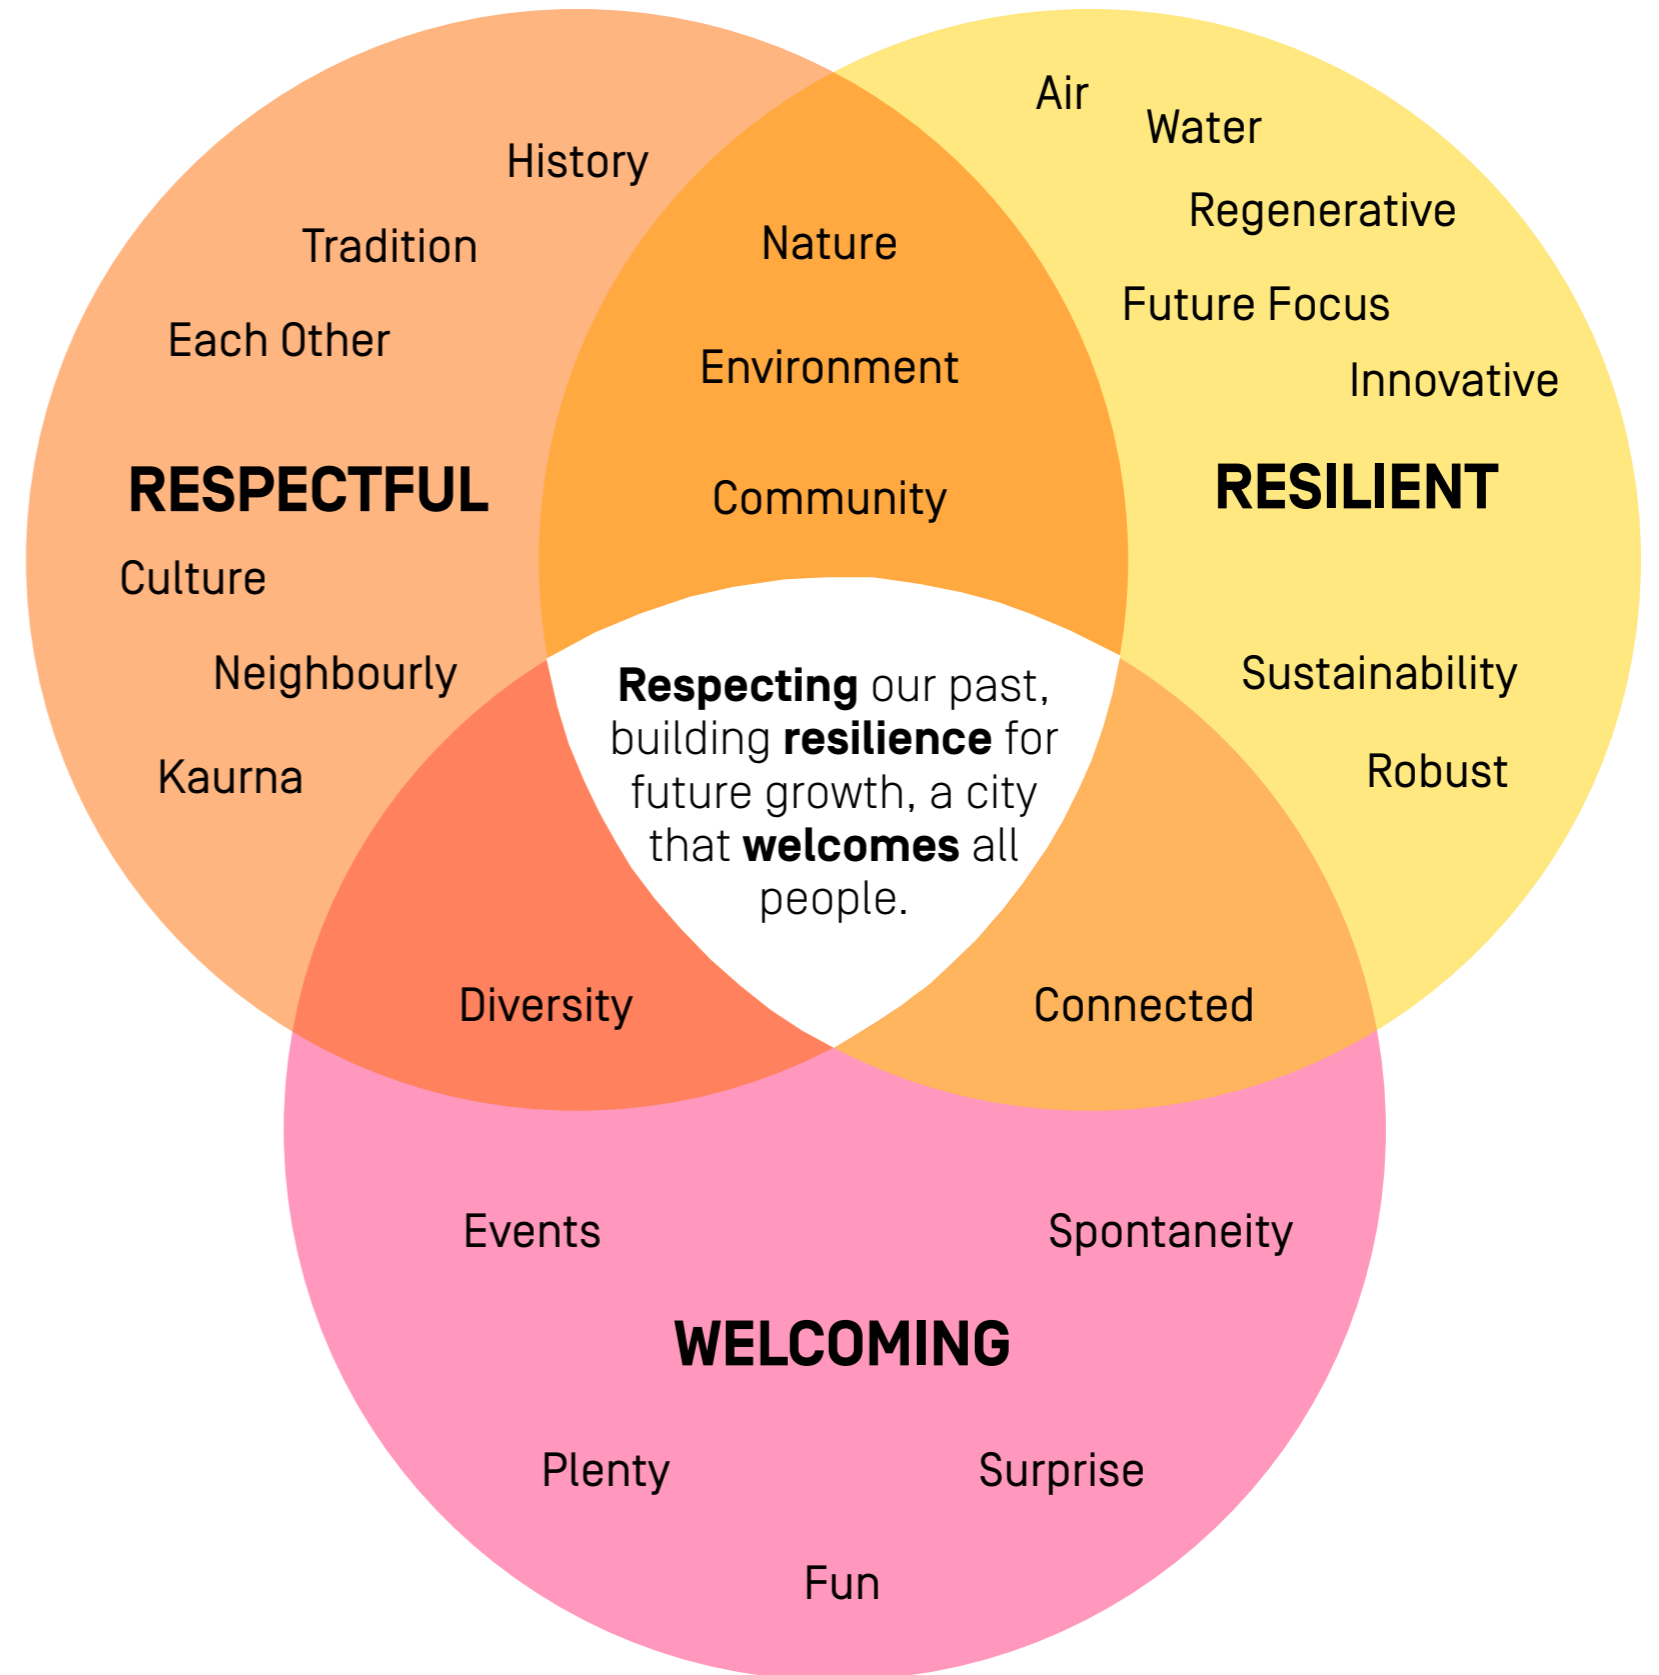 Air
Water
History
Regenerative
Tradition
Nature
Future Focus
Each Other
Environment
Innovative
RESPECTFUL
Community
RESILIENT
Culture
Neighbourly
Respecting our past,
building resilience for
future growth, a city
that welcomes all
people.
Sustainability
Kaurna
Robust
Diversity
Connected
Events
Spontaneity
WELCOMING
Plenty
Surprise
Fun